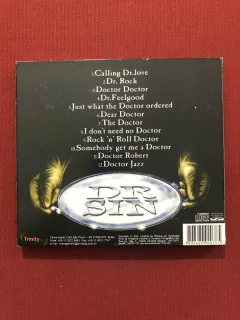 1.Calling Dr.love
2.Dr. Rock
3.Doctor Doctor
4.Dr.Feelgood
5.Just what the Doctor ordered
6.Dear Doctor
7.The Doctor
8.I don't need no Doctor
9.Rock 'n' Roll Doctor
10.Somebody get me a Doctor
11.Doctor Robert
12.Doctor Jazz
DR
SIN
Trinity